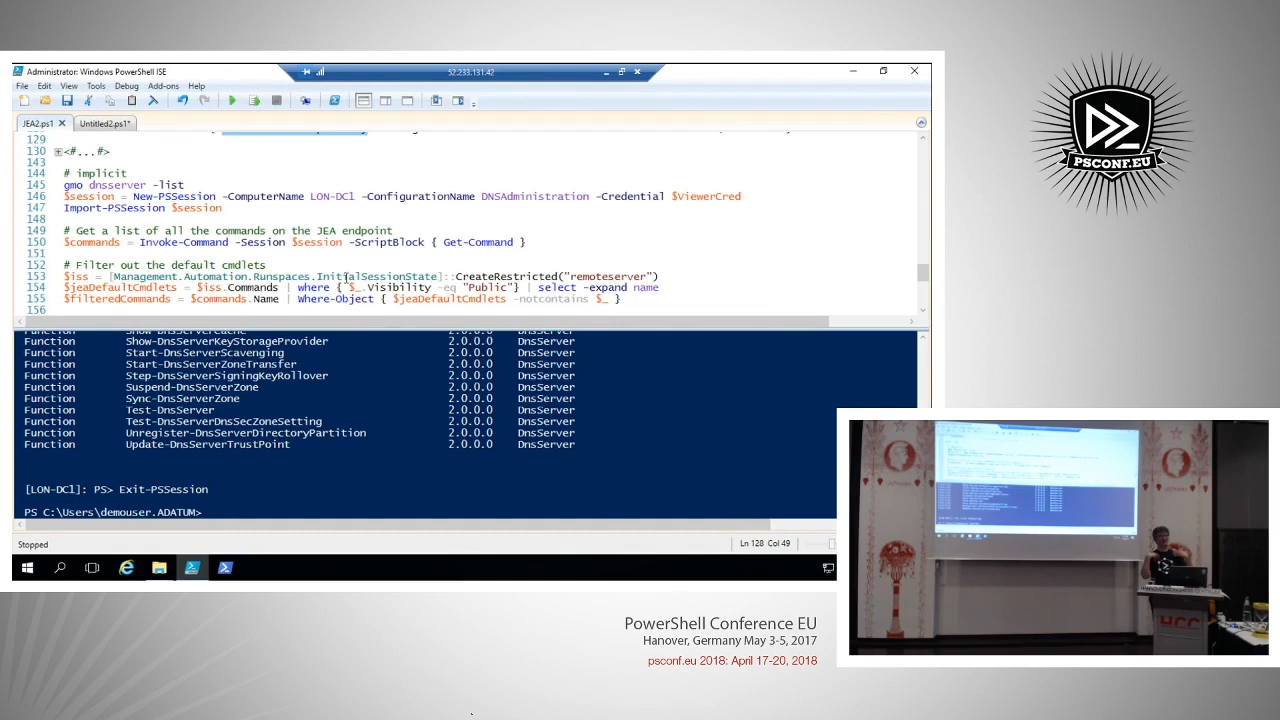 Administrator: Windows PowerShell ISE
52.233.131.42
File Edit View Tools Debug Add-ons Help
JEA2.ps1 Untitled2.ps1*
129
130 <#...#>
143
144 # implicit
145 gmo dnsserver -list
146 $session = New-PSSession -ComputerName LON-DC1 -ConfigurationName DNSAdministration -Credential $ViewerCred
147 Import-PSSession $session
148
149 # Get a list of all the commands on the JEA endpoint
150 $commands = Invoke-Command -Session $session -ScriptBlock { Get-Command }
151
152 # Filter out the default cmdlets
153 $iss = [Management.Automation.Runspaces.InitialSessionState]::CreateRestricted("remoteserver")
154 $jeaDefaultCmdlets = $iss.Commands | where { $_.Visibility -eq "Public"} | select -expand name
155 $filteredCommands = $commands.Name | Where-Object { $jeaDefaultCmdlets -notcontains $_ }
156
Function Show-DnsServerCache 2.0.0.0 DnsServer
Function Show-DnsServerKeyStorageProvider 2.0.0.0 DnsServer
Function Start-DnsServerScavenging 2.0.0.0 DnsServer
Function Start-DnsServerZoneTransfer 2.0.0.0 DnsServer
Function Step-DnsServerSigningKeyRollover 2.0.0.0 DnsServer
Function Suspend-DnsServerZone 2.0.0.0 DnsServer
Function Sync-DnsServerZone 2.0.0.0 DnsServer
Function Test-DnsServer 2.0.0.0 DnsServer
Function Test-DnsServerDnsSecZoneSetting 2.0.0.0 DnsServer
Function Unregister-DnsServerDirectoryPartition 2.0.0.0 DnsServer
Function Update-DnsServerTrustPoint 2.0.0.0 DnsServer
[LON-DC1]: PS> Exit-PSSession
PS C:\Users\demouser.ADATUM>
Stopped
Ln 128 Col 49
PSCONF.EU
HCC
PowerShell Conference EU
Hanover, Germany May 3-5, 2017
psconf.eu 2018: April 17-20, 2018